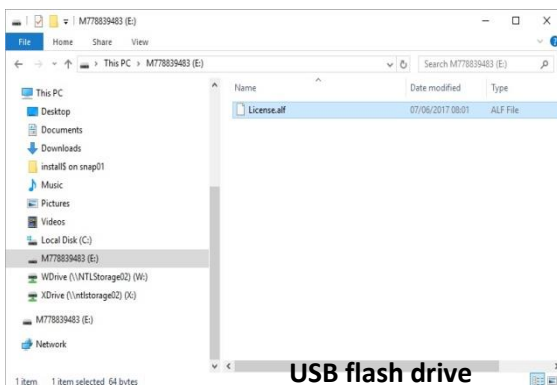 M778839483 (E:)
File Home Share View
This PC > M778839483 (E:)
Search M778839483 (E:)
Name Date modified Type
License.alf 07/06/2017 08:01 ALF File
This PC
Desktop
Documents
Downloads
install$ on snap01
Music
Pictures
Videos
Local Disk (C:)
M778839483 (E:)
WDrive (\\NTLStorage02) (W:)
XDrive (\\ntlstorage02) (X:)
M778839483 (E:)
Network
1 item 1 item selected 64 bytes
USB flash drive